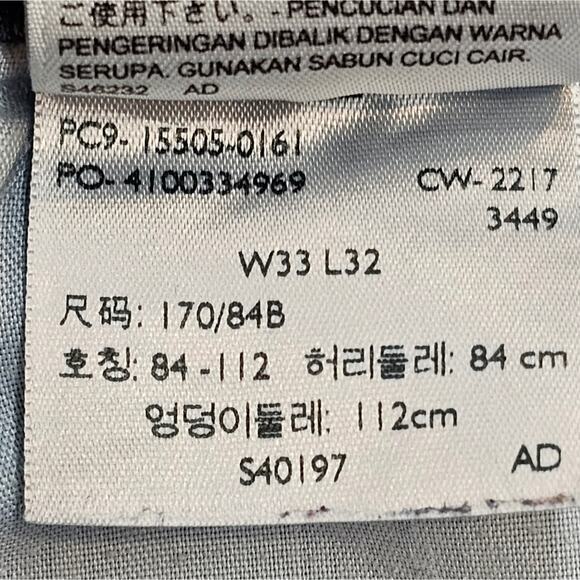 ご使用下さい。- PENCUCIAN DAN
PENGERINGAN DIBALIK DENGAN WARNA
SERUPA. GUNAKAN SABUN CUCI CAIR.
S46232 AD
PC9- 15505-0161
PO- 4100334969 CW- 2217
3449
W33 L32
尺码: 170/84B
호칭: 84 -112 허리둘레: 84 cm
엉덩이둘레: 112cm
S40197 AD